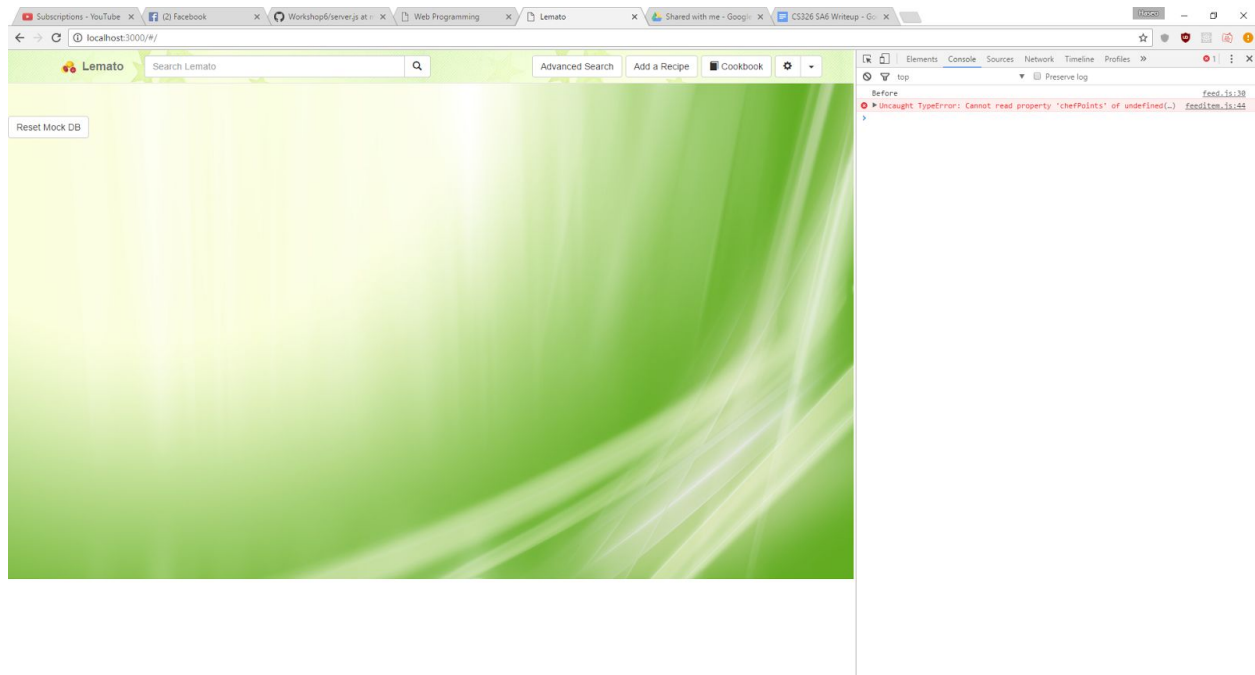 Subscriptions - YouTube
(2) Facebook
Workshop6/server.js at m
Web Programming
Lemato
Shared with me - Google
CS326 SA6 Writeup - Go
localhost:3000/#/
Lemato
Search Lemato
Advanced Search
Add a Recipe
Cookbook
Reset Mock DB
Elements Console Sources Network Timeline Profiles » 1
top Preserve log
Before feed.js:30
Uncaught TypeError: Cannot read property 'chefPoints' of undefined(…) feeditem.js:44